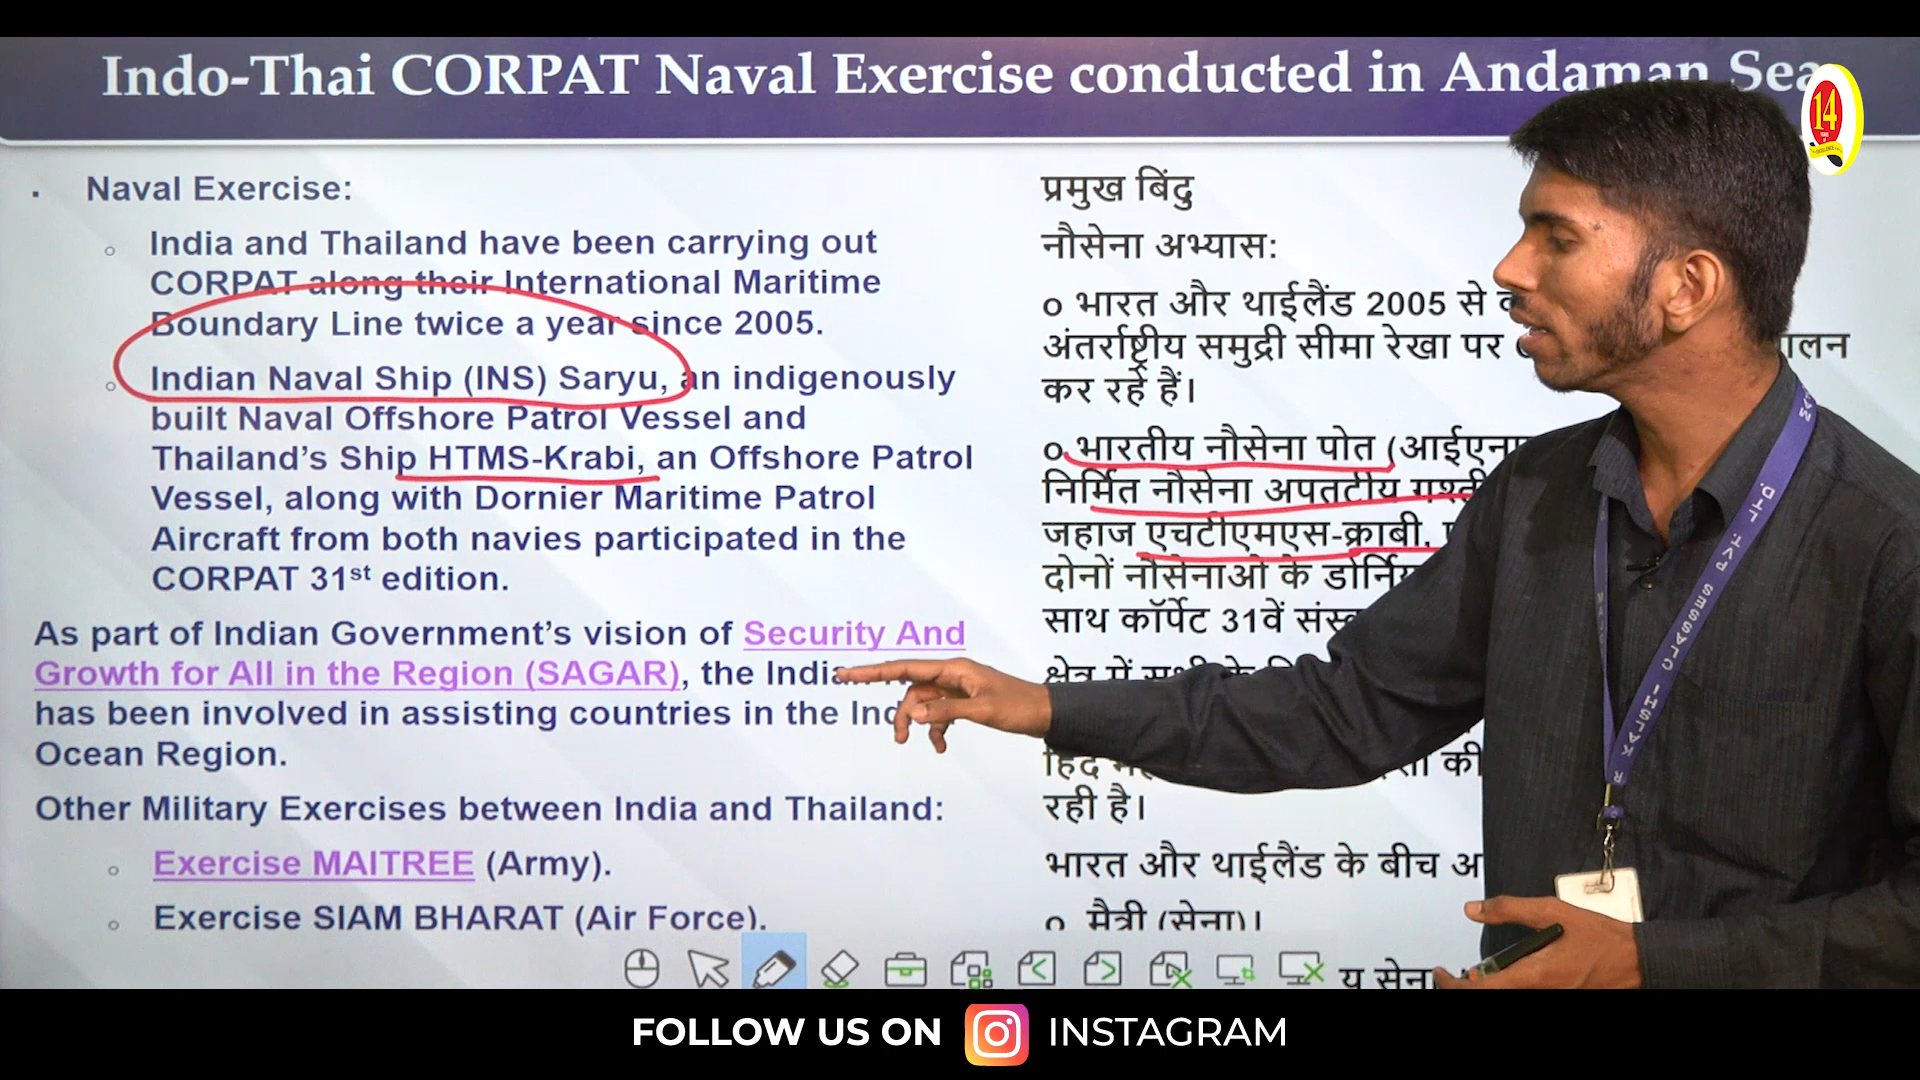 Indo-Thai CORPAT Naval Exercise conducted in Andaman Sea
14
Naval Exercise:
India and Thailand have been carrying out
CORPAT along their International Maritime
Boundary Line twice a year since 2005.
Indian Naval Ship (INS) Saryu, an indigenously
built Naval Offshore Patrol Vessel and
Thailand's Ship HTMS-Krabi, an Offshore Patrol
Vessel, along with Dornier Maritime Patrol
Aircraft from both navies participated in the
CORPAT 31st edition.
As part of Indian Government's vision of Security And
Growth for All in the Region (SAGAR), the
has been involved in assisting countries in the
Ocean Region.
Other Military Exercises between India and Thailand:
Exercise MAITREE (Army).
Exercise SIAM BHARAT (Air Force).
प्रमुख बिंदु
नौसेना अभ्यास:
o भारत और थाईलैंड 2005 से
अंतर्राष्ट्रीय समुद्री सीमा रेखा पर
कर रहे हैं।
o भारतीय नौसेना पोत
निर्मित नौसेना अपतटीय गश्ती
जहाज एचटीएमएस-क्राबी,
दोनों नौसेनाओं के
साथ कॉर्पेट 31वें
रही है।
भारत और थाईलैंड के बीच
o मैत्री (सेना)।
FOLLOW US ON INSTAGRAM